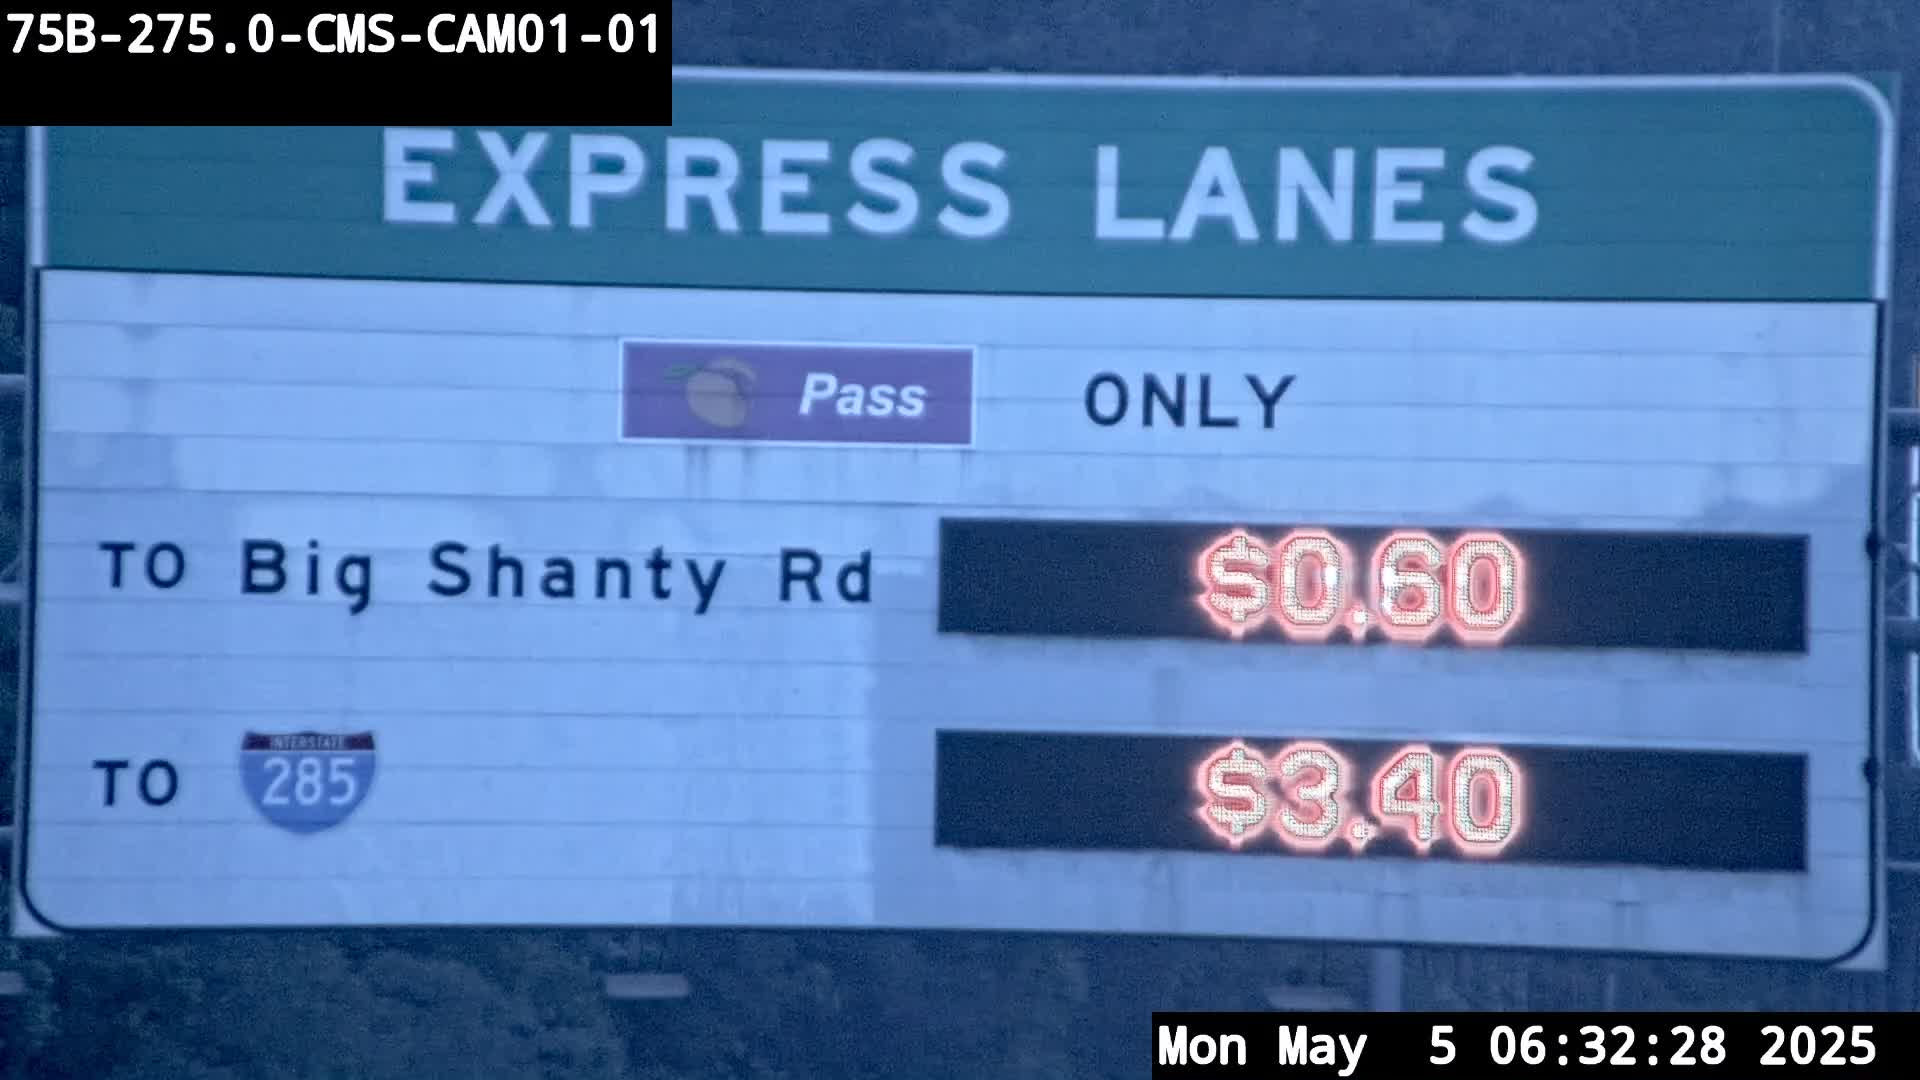 75B-275.0-CMS-CAM01-01
EXPRESS LANES
Pass ONLY
TO Big Shanty Rd $0.60
INTERSTATE
TO 285 $3.40
Mon May 5 06:32:28 2025